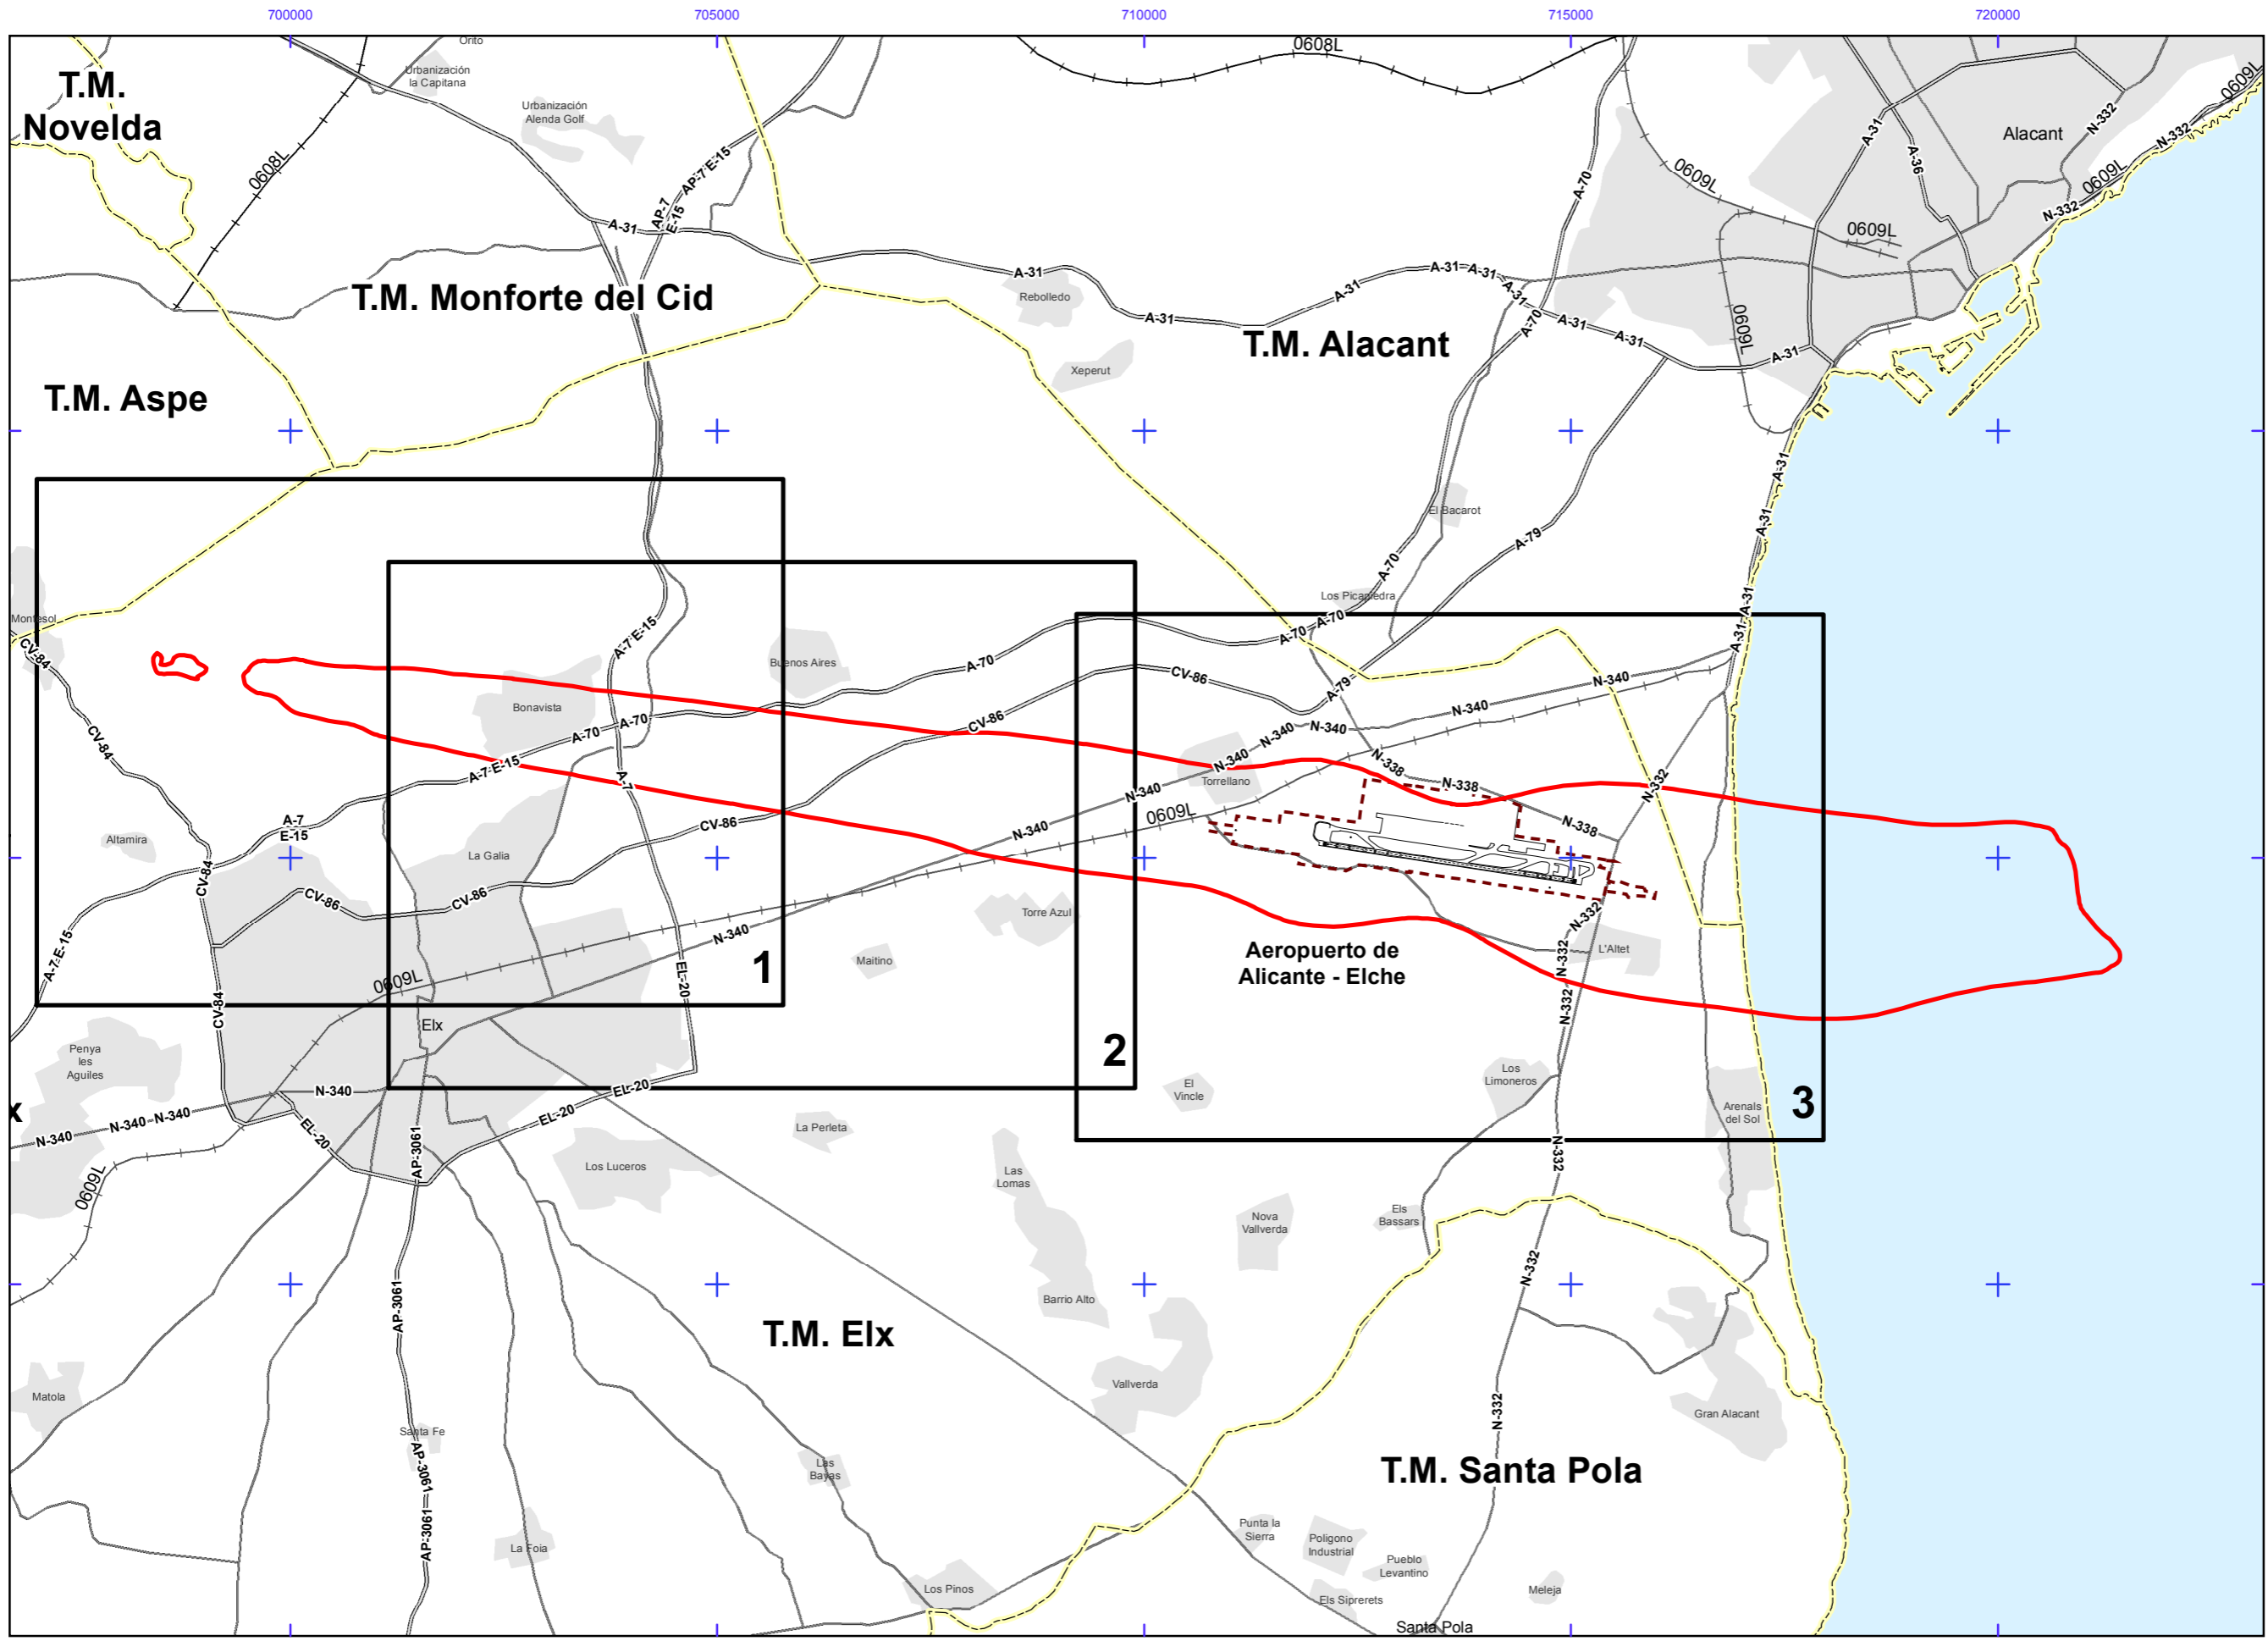 700000
705000
710000
715000
720000
Orito
Urbanización
la Capitana
0608L
0609L
T.M.
Novelda
Urbanización
Alenda Golf
Alacant
N-332
A-31
A-36
N-332
0608L
AP-7 E-15
A-70
0609L
0609L
N-332
AP-7
E-15
A-31
0609L
T.M. Monforte del Cid
A-31
Rebolledo
A-31
A-31
A-31
A-31
A-31
A-70
A-31
A-31
0609L
A-31
T.M. Alacant
Xeperut
T.M. Aspe
A-31
El Bacarot
A-79
A-31
A-70
Los Picapiedra
A-31
Montesol
CV-84
A-7 E-15
A-70
A-70
A-31
Buenos Aires
A-70
CV-86
A-79
N-340
Bonavista
A-70
A-70
CV-86
N-340
N-340
N-340
CV-84
A-7 E-15
A-7
N-340
N-338
N-338
N-332
Torrellano
N-340
0609L
N-338
A-7
E-15
CV-86
N-340
Altamira
La Galia
CV-84
CV-86
CV-86
Torre Azul
N-332
N-340
A-7 E-15
Maitino
1
Aeropuerto de
Alicante - Elche
L'Altet
N-332
EL-20
0609L
N-332
CV-84
Elx
Penya
les
Aguiles
2
Los
Limoneros
El
Vincle
3
Arenals
del Sol
x
N-340
EL-20
N-340
N-340
N-340
EL-20
EL-20
La Perleta
AP-3061
N-332
Los Luceros
Las
Lomas
0609L
Nova
Vallverda
Els
Bassars
N-332
Barrio Alto
AP-3061
T.M. Elx
Vallverda
Matola
N-332
Gran Alacant
Santa Fe
AP-3061
Las
Bayas
T.M. Santa Pola
AP-3061
La Foia
Punta la
Sierra
Poligono
Industrial
Pueblo
Levantino
Los Pinos
Meleja
Els Siprerets
Santa Pola